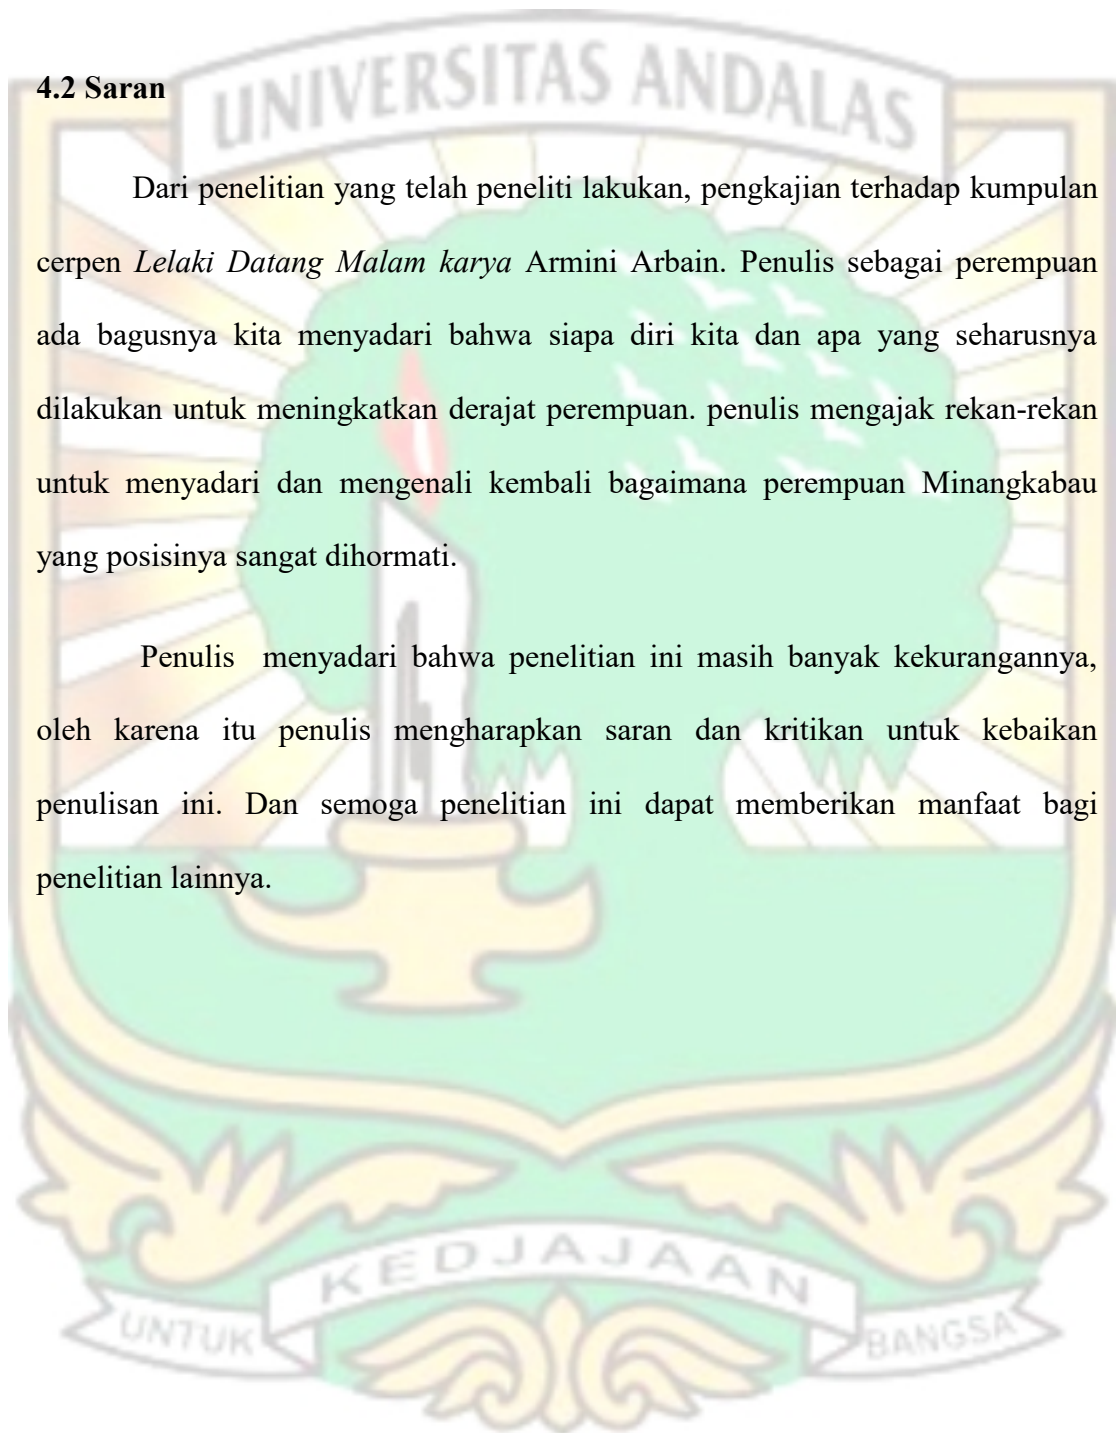 UNIVERSITAS ANDALAS
4.2 Saran
Dari penelitian yang telah peneliti lakukan, pengkajian terhadap kumpulan
cerpen Lelaki Datang Malam karya Armini Arbain. Penulis sebagai perempuan
ada bagusnya kita menyadari bahwa siapa diri kita dan apa yang seharusnya
dilakukan untuk meningkatkan derajat perempuan. penulis mengajak rekan-rekan
untuk menyadari dan mengenali kembali bagaimana perempuan Minangkabau
yang posisinya sangat dihormati.
Penulis menyadari bahwa penelitian ini masih banyak kekurangannya,
oleh karena itu penulis mengharapkan saran dan kritikan untuk kebaikan
penulisan ini. Dan semoga penelitian ini dapat memberikan manfaat bagi
penelitian lainnya.
UNTUK KEDJAJAAN BANGSA